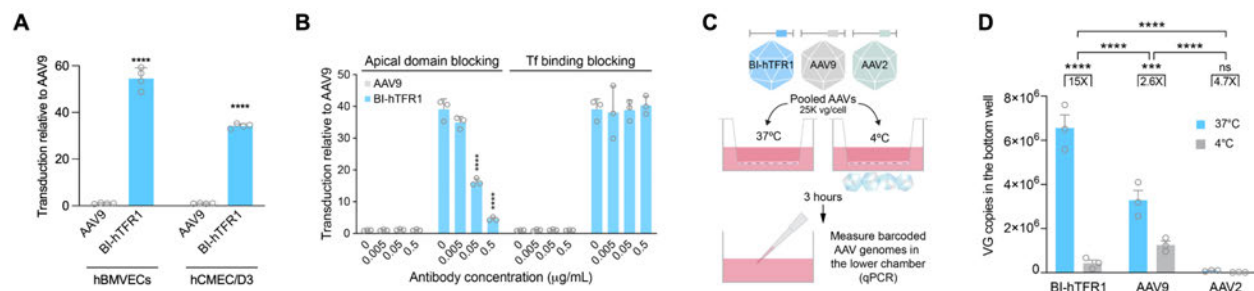 A
Transduction relative to AAV9
60
40
20
0
****
****
AAV9
BI-hTFR1
AAV9
BI-hTFR1
hBMVECs
hCMEC/D3
B
Apical domain blocking
Tf binding blocking
Transduction relative to AAV9
50
40
30
20
10
0
AAV9
BI-hTFR1
****
****
0
0.005
0.05
0.5
0
0.005
0.05
0.5
0
0.005
0.05
0.5
0
0.005
0.05
0.5
Antibody concentration (μg/mL)
C
BI-hTFR1
AAV9
AAV2
Pooled AAVs
25K vg/cell
37ºC
4ºC
3 hours
Measure barcoded
AAV genomes in
the lower chamber
(qPCR)
D
****
****
****
****
***
ns
15X
2.6X
4.7X
VG copies in the bottom well
8×10⁶
6×10⁶
4×10⁶
2×10⁶
0
37°C
4°C
BI-hTFR1
AAV9
AAV2